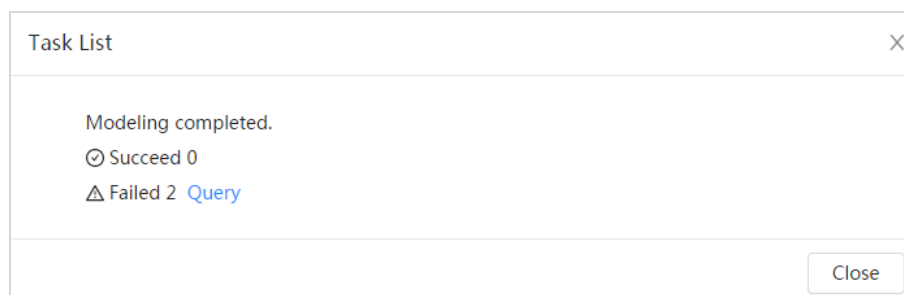 Task List
Modeling completed.
Succeed 0
Failed 2 Query
Close